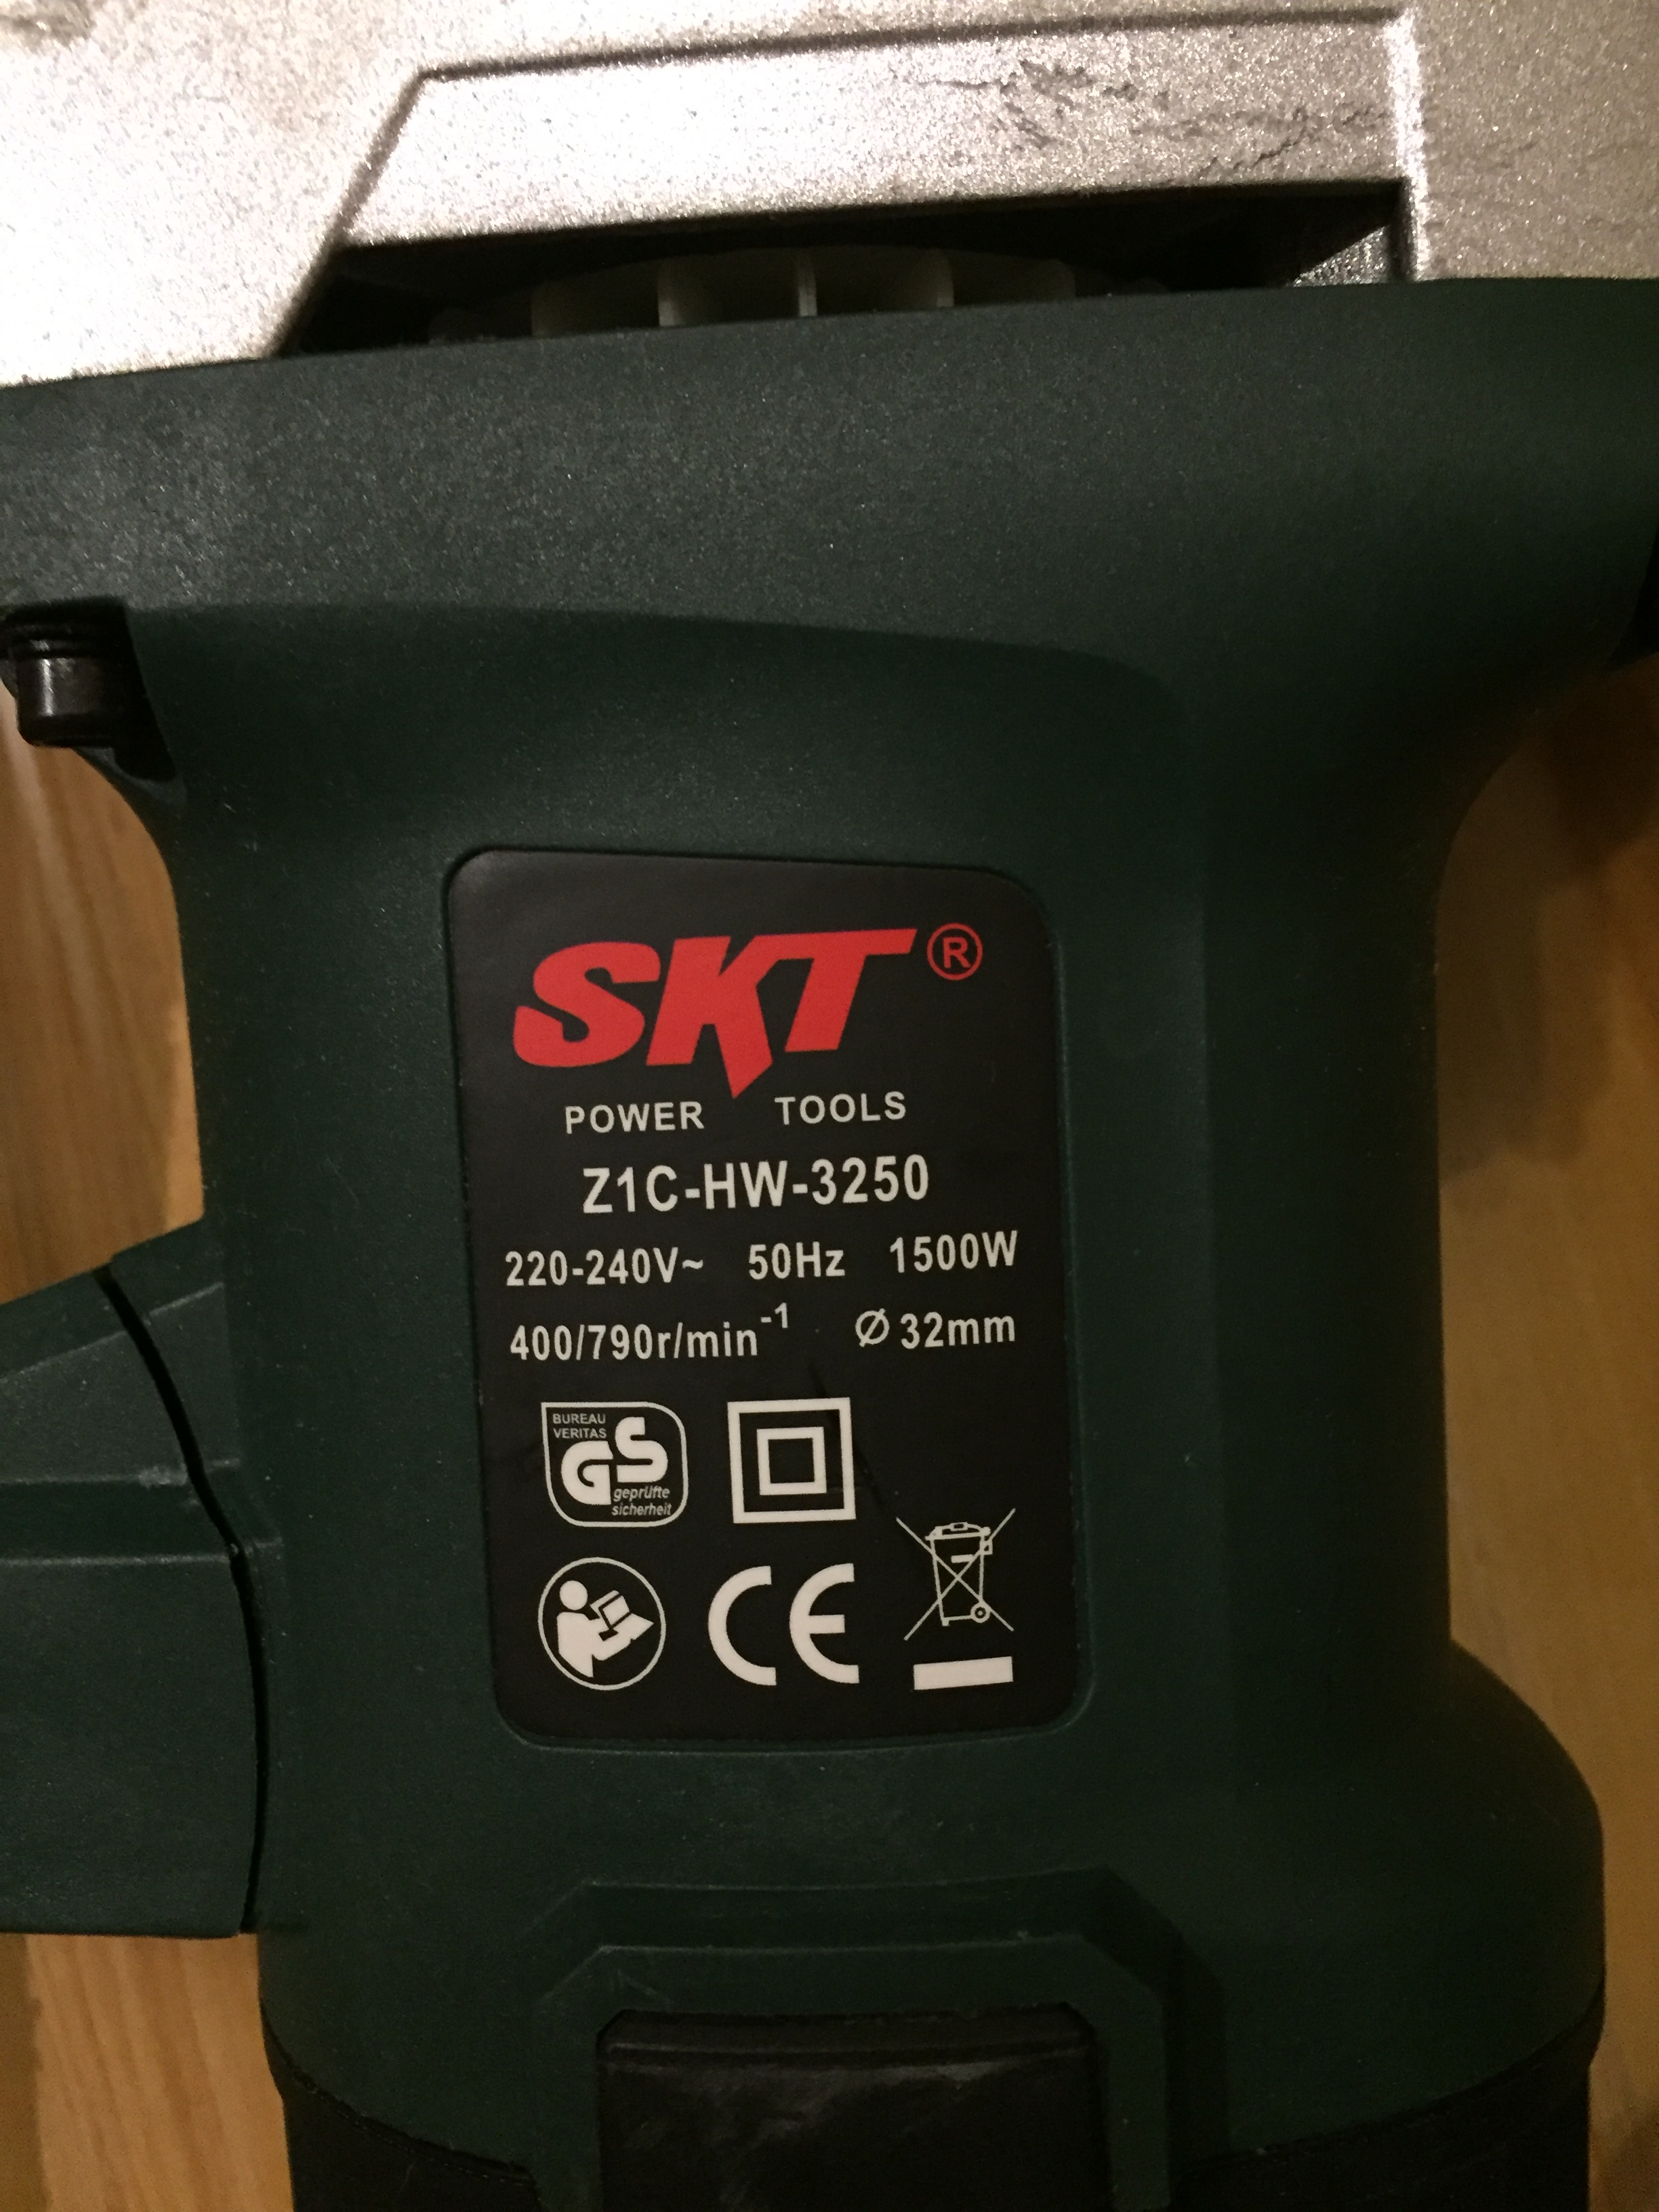 SKT®
POWER TOOLS
Z1C-HW-3250
220-240V~ 50Hz 1500W
400/790r/min⁻¹ Ø32mm
BUREAU
VERITAS
GS
geprüfte
sicherheit
CE